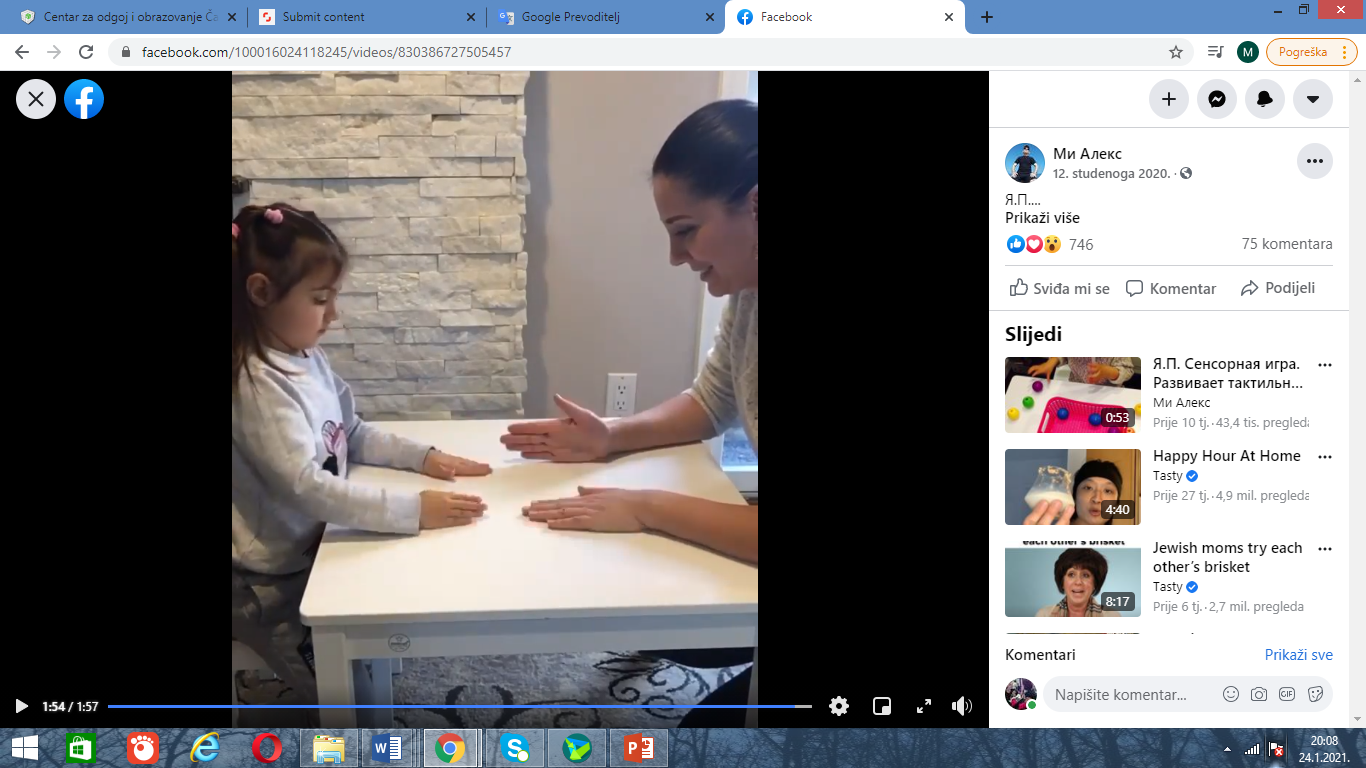 Centar za odgoj i obrazovanje Ča
Submit content
Google Prevoditelj
Facebook
facebook.com/100016024118245/videos/830386727505457
M
Pogreška
Ми Алекс
12. studenoga 2020.
Я.П....
Prikaži više
746
75 komentara
Sviđa mi se
Komentar
Podijeli
Slijedi
Я.П. Сенсорная игра.
Развивает тактильн...
Ми Алекс
Prije 10 tj. · 43,4 tis. pregleda
0:53
Happy Hour At Home
Tasty
Prije 27 tj. · 4,9 mil. pregleda
4:40
each other's brisket
Jewish moms try each
other's brisket
Tasty
Prije 6 tj. · 2,7 mil. pregleda
8:17
Komentari
Prikaži sve
Napišite komentar...
GIF
1:54 / 1:57
20:08
24.1.2021.